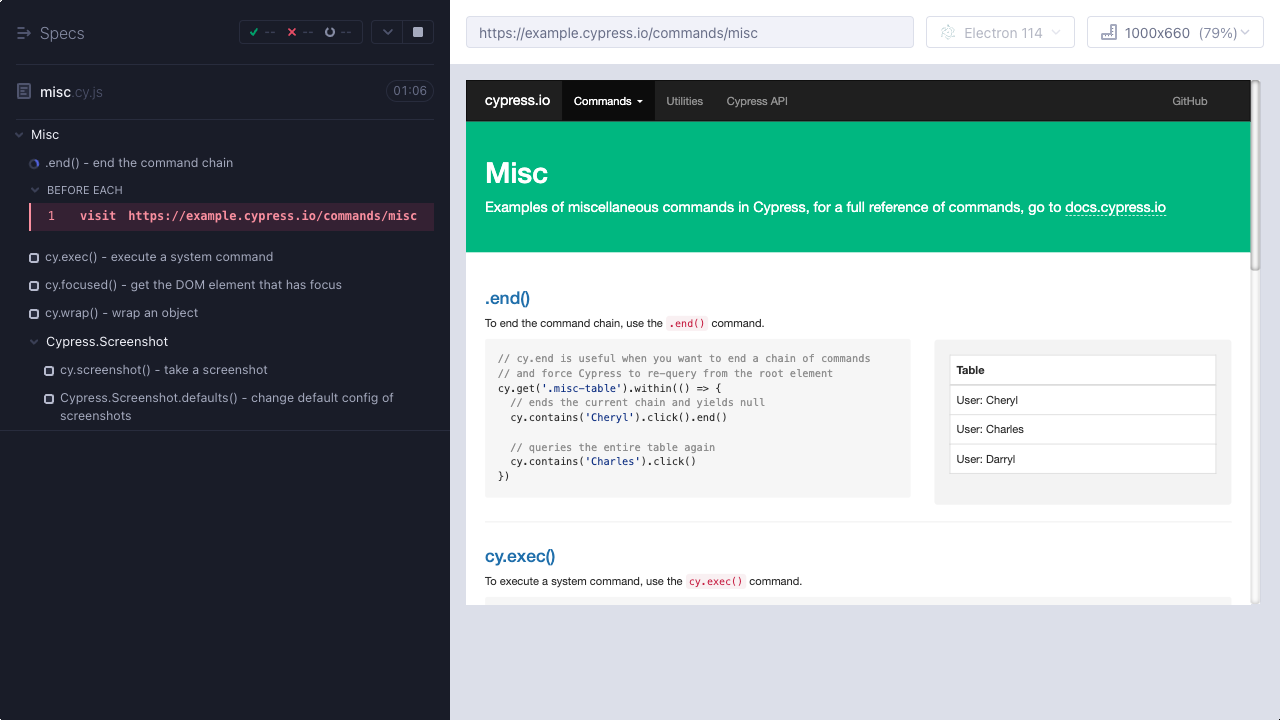 Specs
--
--
--
misc.cy.js
01:06
Misc
.end() - end the command chain
BEFORE EACH
1 visit https://example.cypress.io/commands/misc
cy.exec() - execute a system command
cy.focused() - get the DOM element that has focus
cy.wrap() - wrap an object
Cypress.Screenshot
cy.screenshot() - take a screenshot
Cypress.Screenshot.defaults() - change default config of
screenshots
https://example.cypress.io/commands/misc
Electron 114
1000x660 (79%)
cypress.io
Commands
Utilities
Cypress API
GitHub
Misc
Examples of miscellaneous commands in Cypress, for a full reference of commands, go to docs.cypress.io
.end()
To end the command chain, use the .end() command.
// cy.end is useful when you want to end a chain of commands
// and force Cypress to re-query from the root element
cy.get('.misc-table').within(() => {
// ends the current chain and yields null
cy.contains('Cheryl').click().end()
// queries the entire table again
cy.contains('Charles').click()
})
Table
User: Cheryl
User: Charles
User: Darryl
cy.exec()
To execute a system command, use the cy.exec() command.